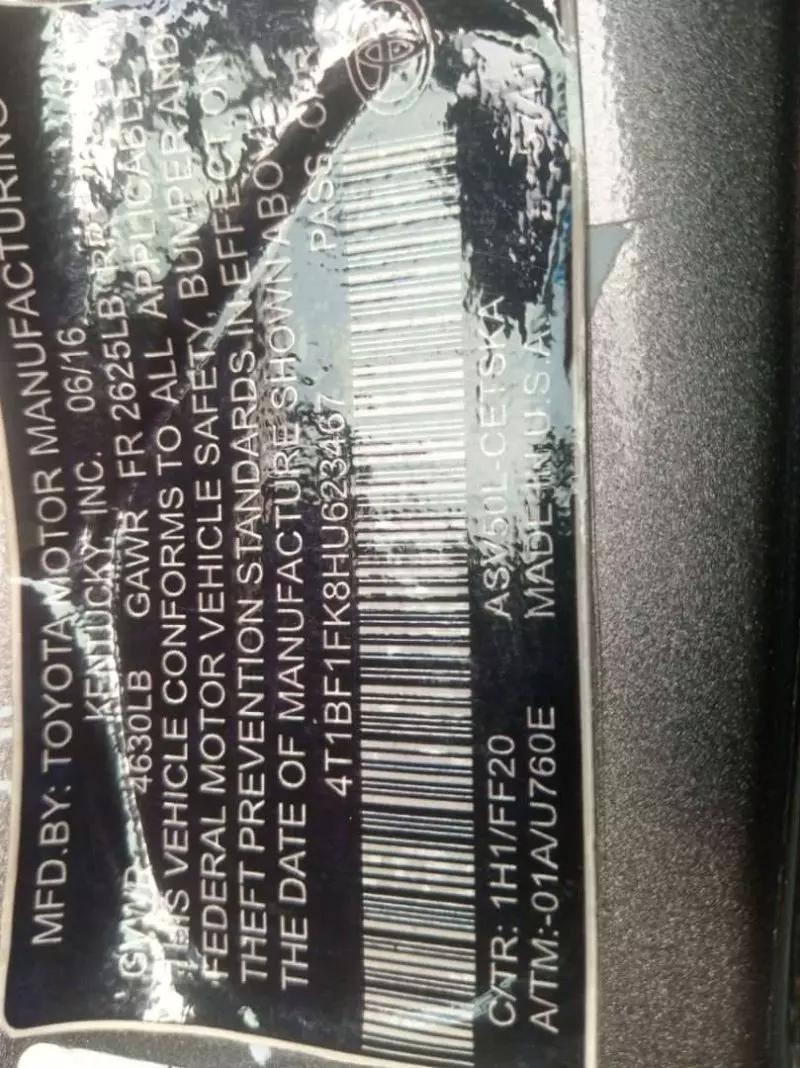 MFD.BY: TOYOTA MOTOR MANUFACTURING
KENTUCKY, INC. 06/16
GVWR 4630LB GAWR FR 2625LB RR
THIS VEHICLE CONFORMS TO ALL APPLICABLE
FEDERAL MOTOR VEHICLE SAFETY, BUMPER AND
THEFT PREVENTION STANDARDS IN EFFECT ON
THE DATE OF MANUFACTURE SHOWN ABOVE
4T1BF1FK8HU623467 PASS. CAR
C/TR: 1H1/FF20 ASV50L-CETSKA
A/TM:-01A/U760E MADE IN U.S.A.